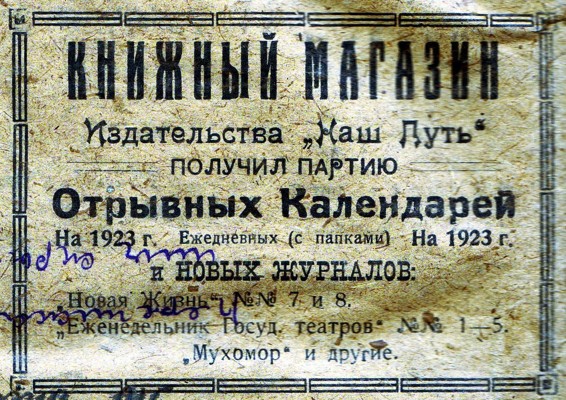 КНИЖНЫЙ МАГАЗИН
Издательства „Наш Путь“
ПОЛУЧИЛ ПАРТИЮ
Отрывных Календарей
На 1923 г. Ежедневных (с папками) На 1923 г.
и НОВЫХ ЖУРНАЛОВ:
„Новая Жизнь“ №№ 7 и 8.
„Еженедельник Госуд. театров“ №№ 1—5.
„Мухомор“ и другие.